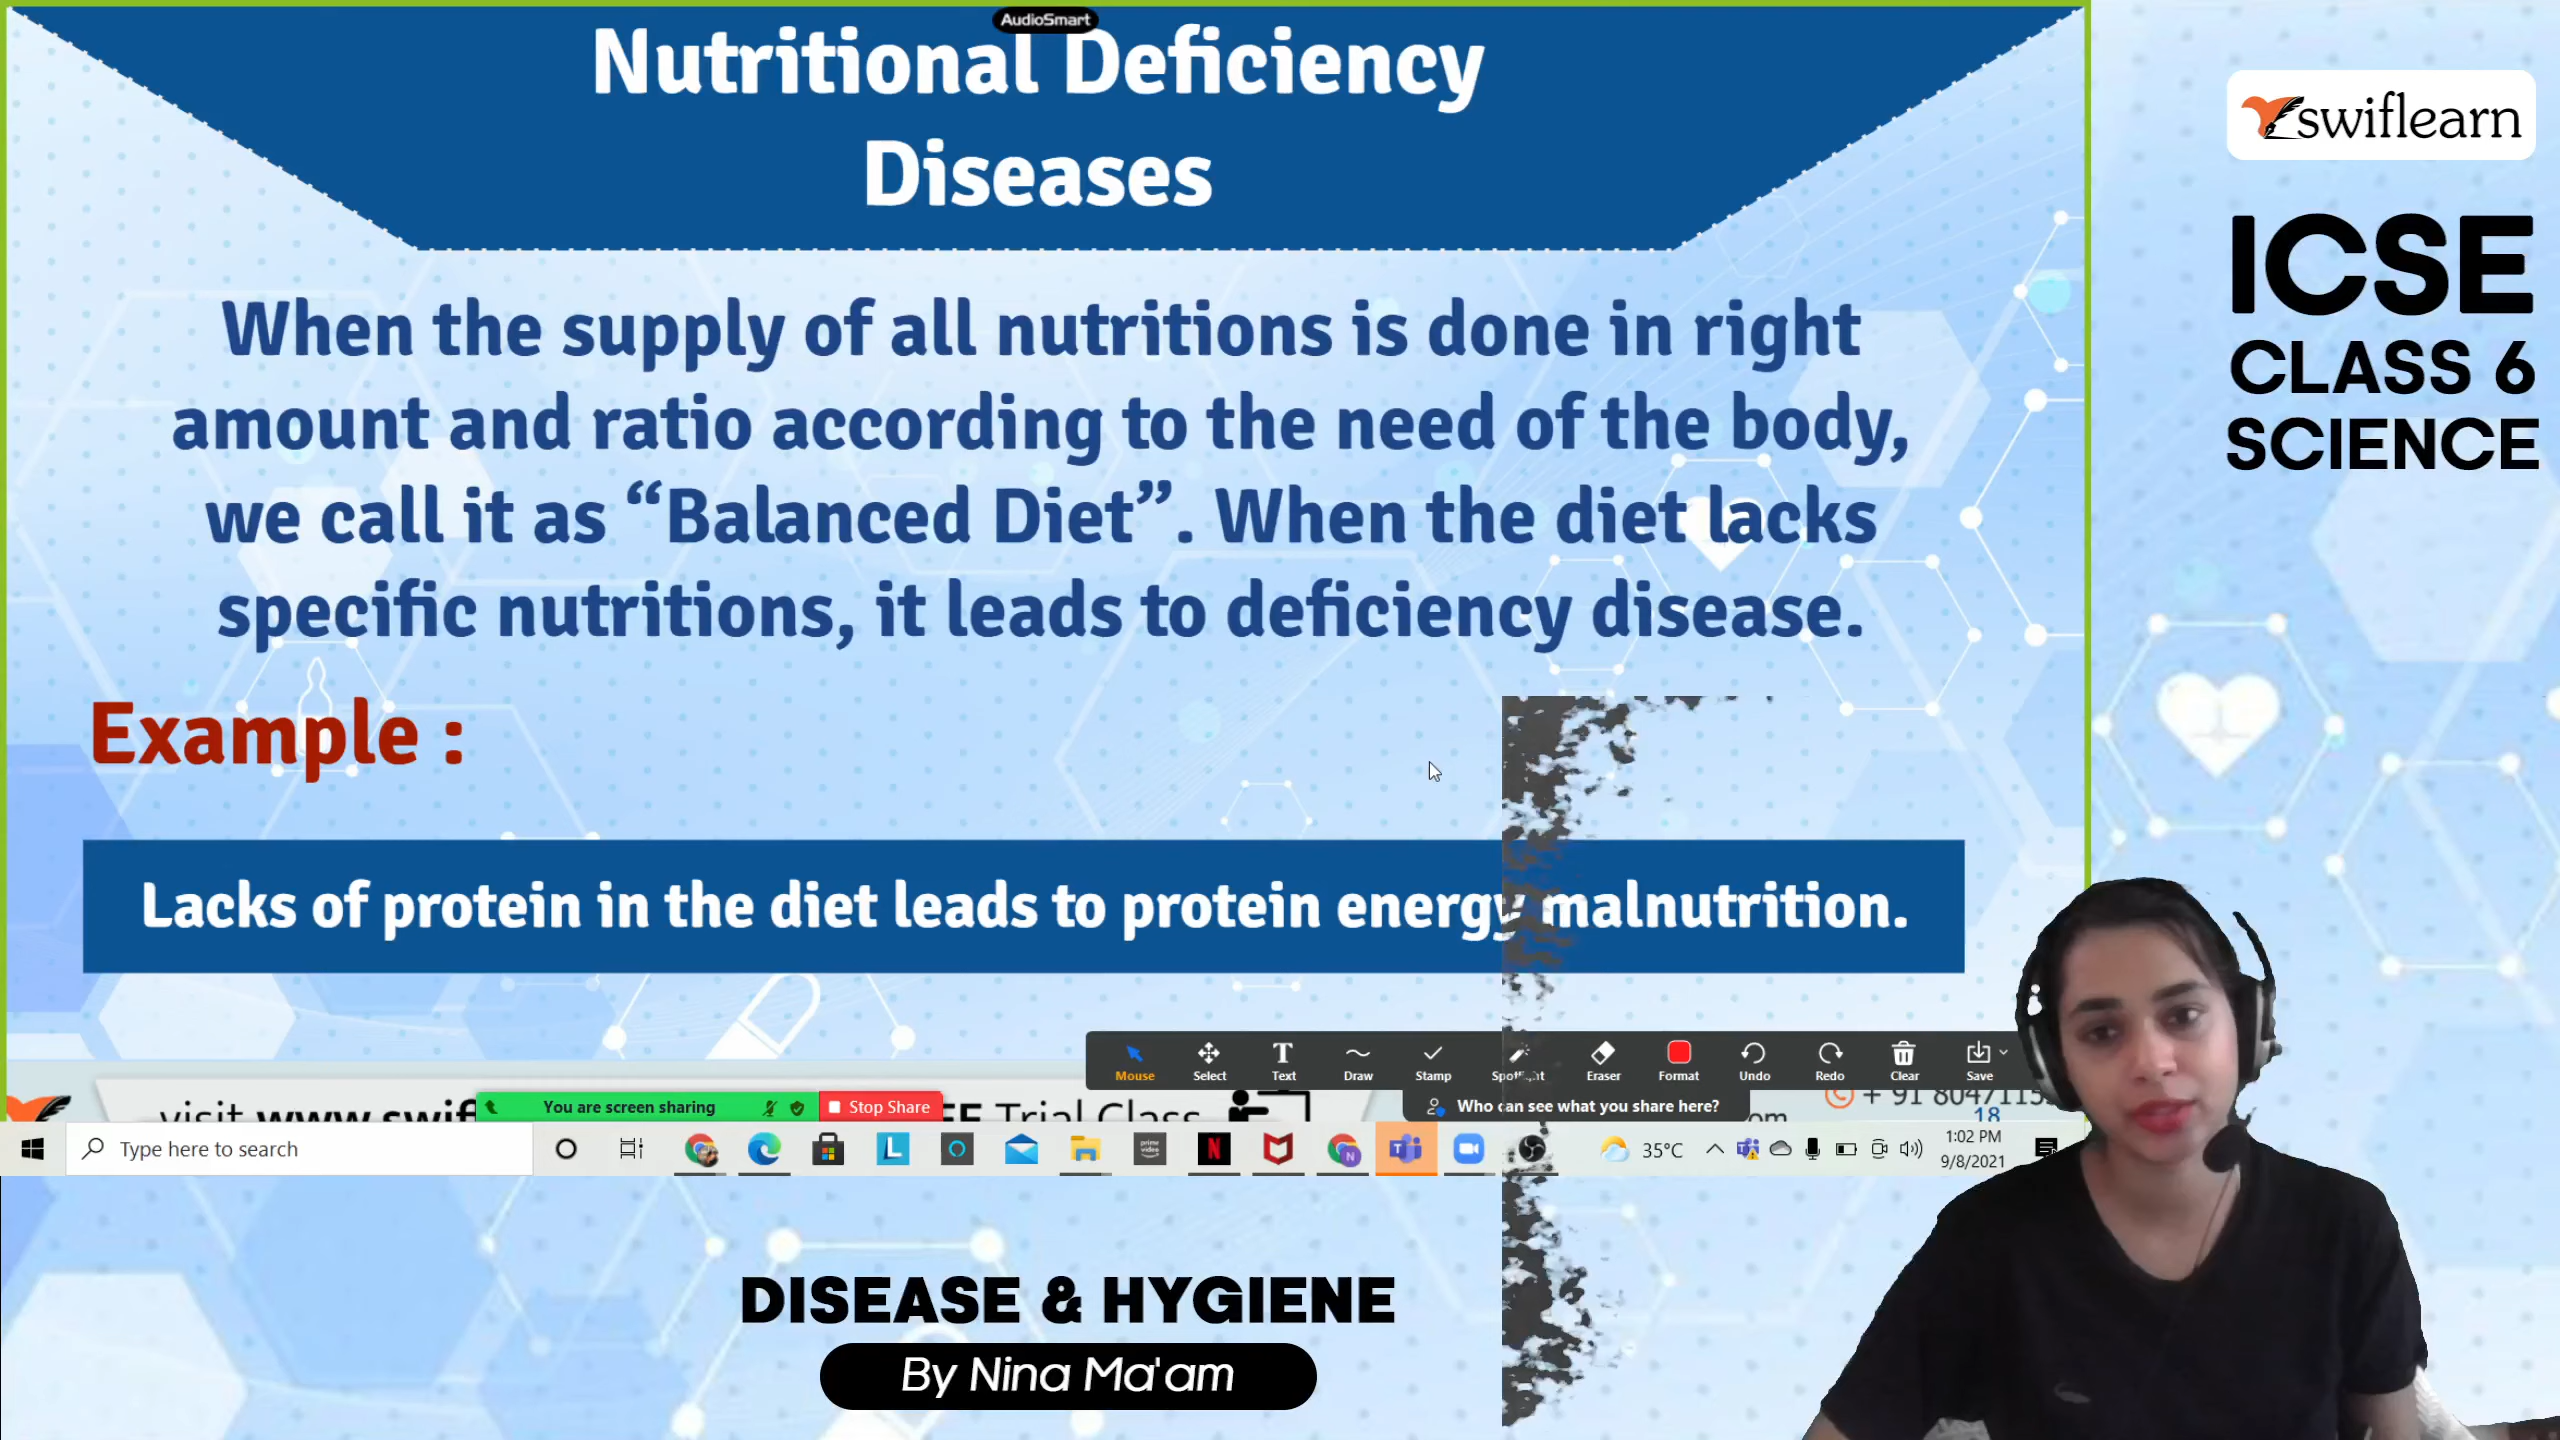 AudioSmart
Nutritional Deficiency
Diseases
When the supply of all nutritions is done in right
amount and ratio according to the need of the body,
we call it as “Balanced Diet”. When the diet lacks
specific nutritions, it leads to deficiency disease.
Example :
Lacks of protein in the diet leads to protein energy malnutrition.
swiflearn
ICSE
CLASS 6
SCIENCE
Mouse Select Text Draw Stamp Spotlight Eraser Format Undo Redo Clear Save
visit
You are screen sharing
Stop Share
Trial Class
Who can see what you share here?
18
Type here to search
35°C
1:02 PM
9/8/2021
DISEASE & HYGIENE
By Nina Ma'am